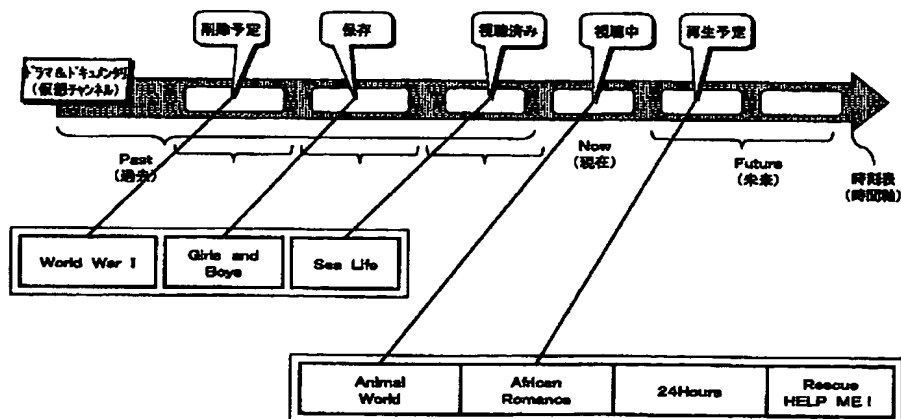 削除予定
保存
視聴済み
視聴中
再生予定
ドラマ&ドキュメンタリ
(仮想チャンネル)
Past
(過去)
Now
(現在)
Future
(未来)
時刻表
(時間軸)
World War I
Girls and
Boys
Sea Life
Animal
World
African
Romance
24Hours
Rescue
HELP ME!